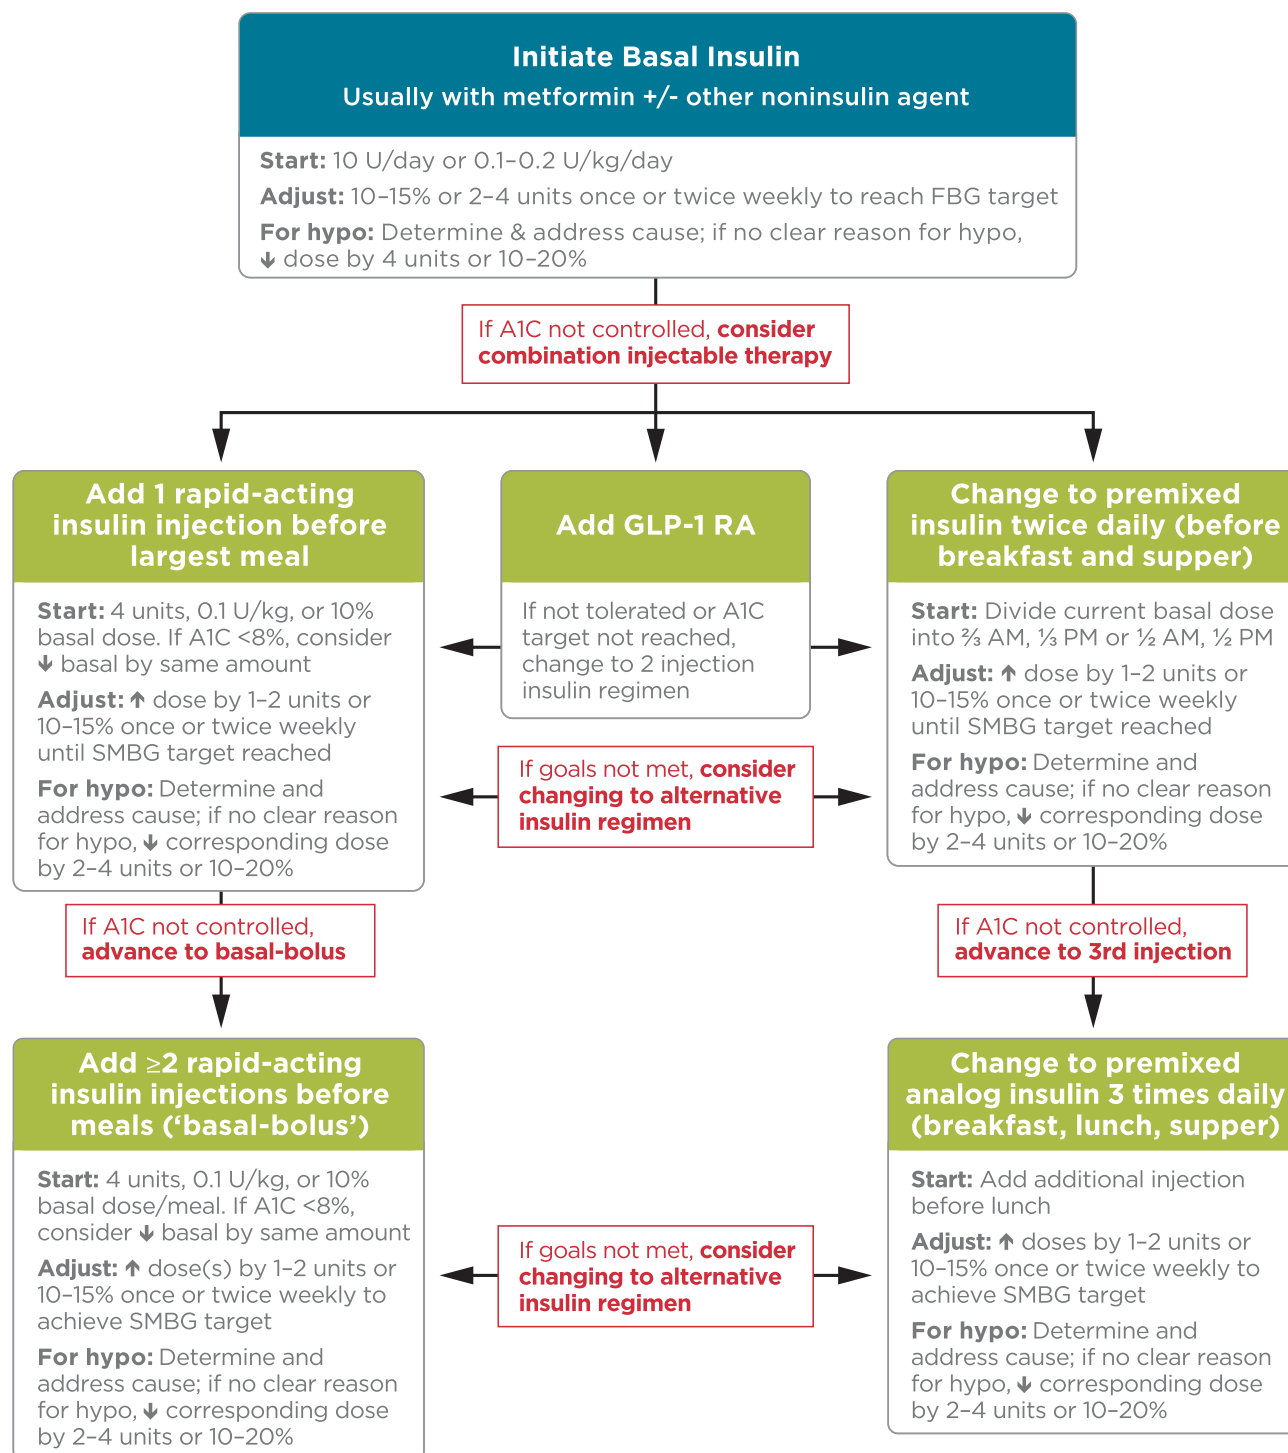 Initiate Basal Insulin
Usually with metformin +/- other noninsulin agent
Start: 10 U/day or 0.1–0.2 U/kg/day
Adjust: 10–15% or 2–4 units once or twice weekly to reach FBG target
For hypo: Determine & address cause; if no clear reason for hypo,
↓ dose by 4 units or 10–20%
If A1C not controlled, consider
combination injectable therapy
Add 1 rapid-acting
insulin injection before
largest meal
Start: 4 units, 0.1 U/kg, or 10%
basal dose. If A1C <8%, consider
↓ basal by same amount
Adjust: ↑ dose by 1–2 units or
10–15% once or twice weekly
until SMBG target reached
For hypo: Determine and
address cause; if no clear reason
for hypo, ↓ corresponding dose
by 2–4 units or 10–20%
Add GLP-1 RA
If not tolerated or A1C
target not reached,
change to 2 injection
insulin regimen
Change to premixed
insulin twice daily (before
breakfast and supper)
Start: Divide current basal dose
into ⅔ AM, ⅓ PM or ½ AM, ½ PM
Adjust: ↑ dose by 1–2 units or
10–15% once or twice weekly
until SMBG target reached
For hypo: Determine and
address cause; if no clear reason
for hypo, ↓ corresponding dose
by 2–4 units or 10–20%
If goals not met, consider
changing to alternative
insulin regimen
If A1C not controlled,
advance to basal-bolus
If A1C not controlled,
advance to 3rd injection
Add ≥2 rapid-acting
insulin injections before
meals (‘basal-bolus’)
Start: 4 units, 0.1 U/kg, or 10%
basal dose/meal. If A1C <8%,
consider ↓ basal by same amount
Adjust: ↑ dose(s) by 1–2 units or
10–15% once or twice weekly to
achieve SMBG target
For hypo: Determine and
address cause; if no clear reason
for hypo, ↓ corresponding dose
by 2–4 units or 10–20%
If goals not met, consider
changing to alternative
insulin regimen
Change to premixed
analog insulin 3 times daily
(breakfast, lunch, supper)
Start: Add additional injection
before lunch
Adjust: ↑ doses by 1–2 units or
10–15% once or twice weekly to
achieve SMBG target
For hypo: Determine and
address cause; if no clear reason
for hypo, ↓ corresponding dose
by 2–4 units or 10–20%